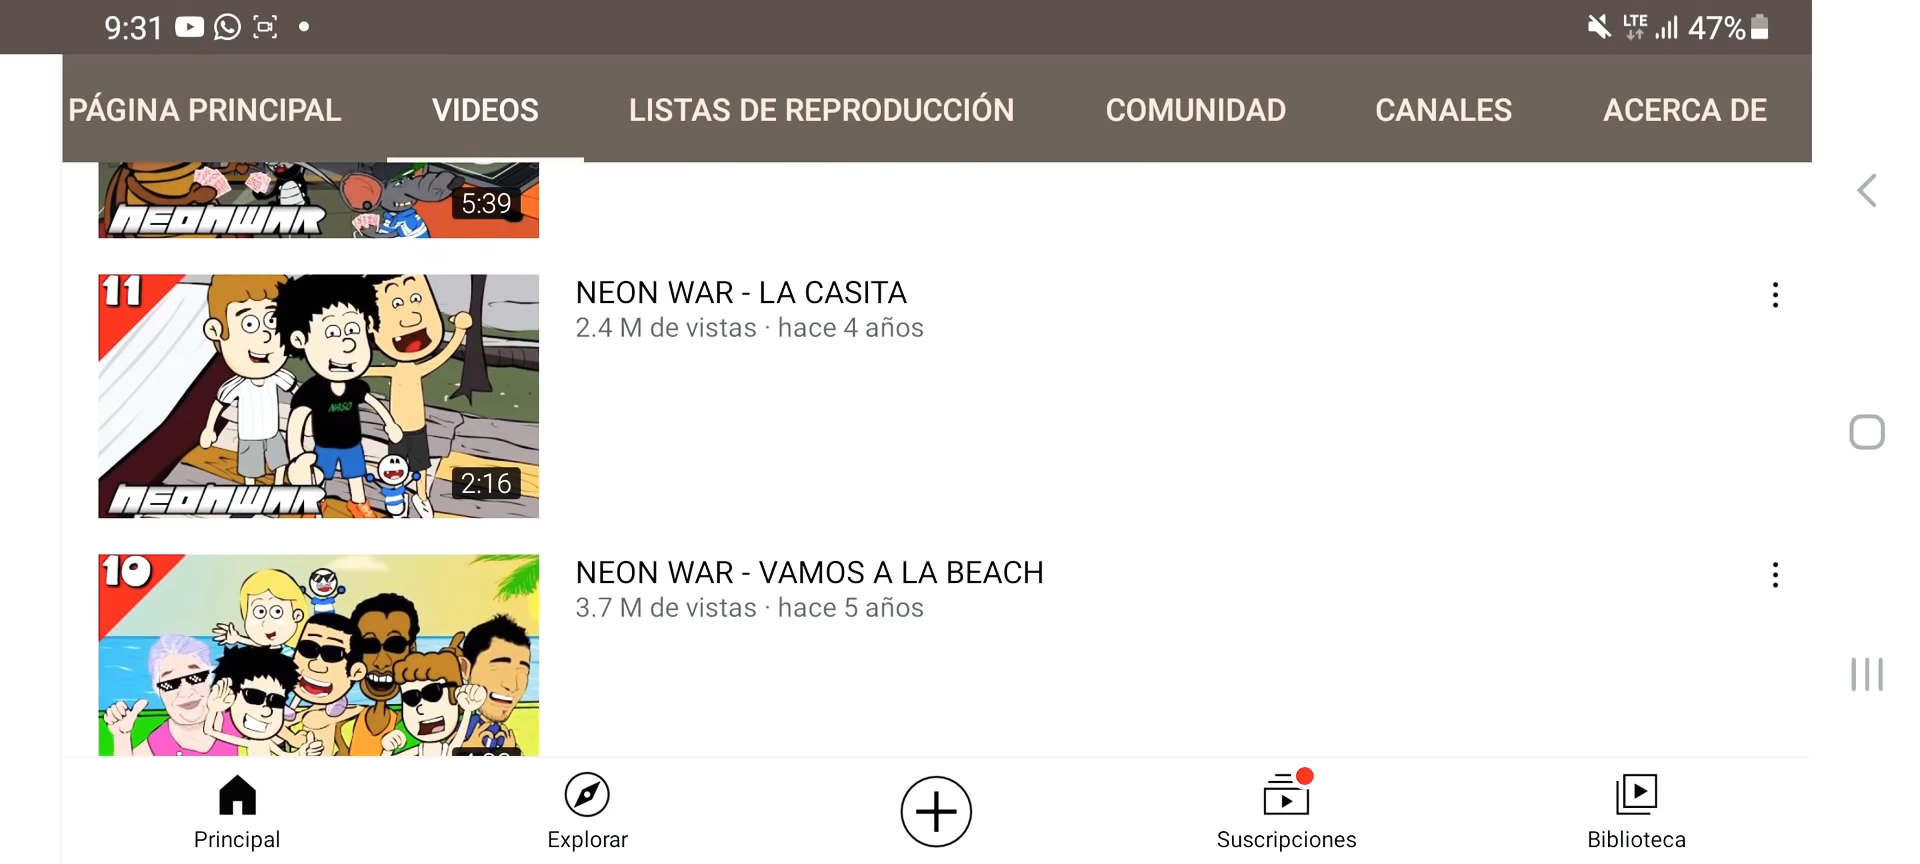 9:31 LTE 47%
PÁGINA PRINCIPAL VIDEOS LISTAS DE REPRODUCCIÓN COMUNIDAD CANALES ACERCA DE
NEONWAR 5:39
11
NEON WAR - LA CASITA
2.4 M de vistas · hace 4 años
NASO
NEONWAR 2:16
10
NEON WAR - VAMOS A LA BEACH
3.7 M de vistas · hace 5 años
Principal Explorar Suscripciones Biblioteca